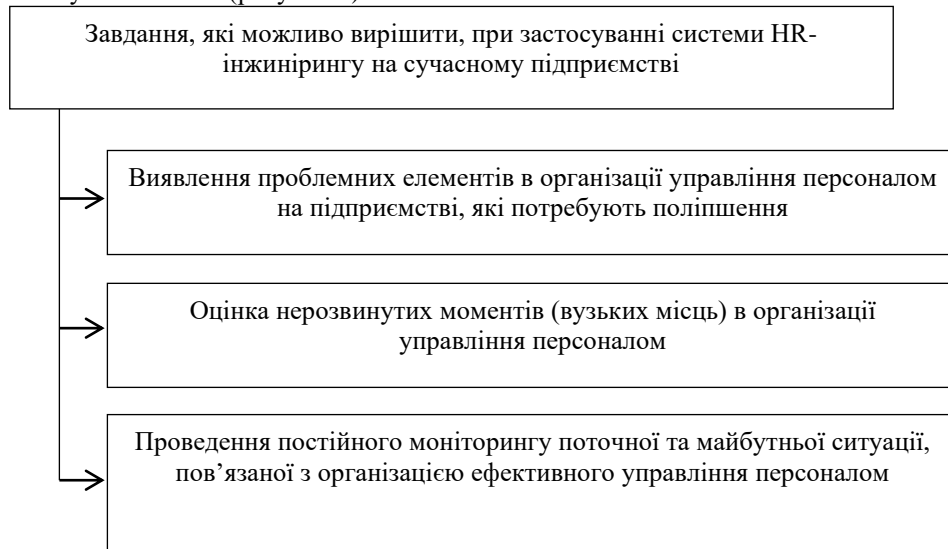 Завдання, які можливо вирішити, при застосуванні системи HR-
інжинірингу на сучасному підприємстві
Виявлення проблемних елементів в організації управління персоналом
на підприємстві, які потребують поліпшення
Оцінка нерозвинутих моментів (вузьких місць) в організації
управління персоналом
Проведення постійного моніторингу поточної та майбутньої ситуації,
пов’язаної з організацією ефективного управління персоналом